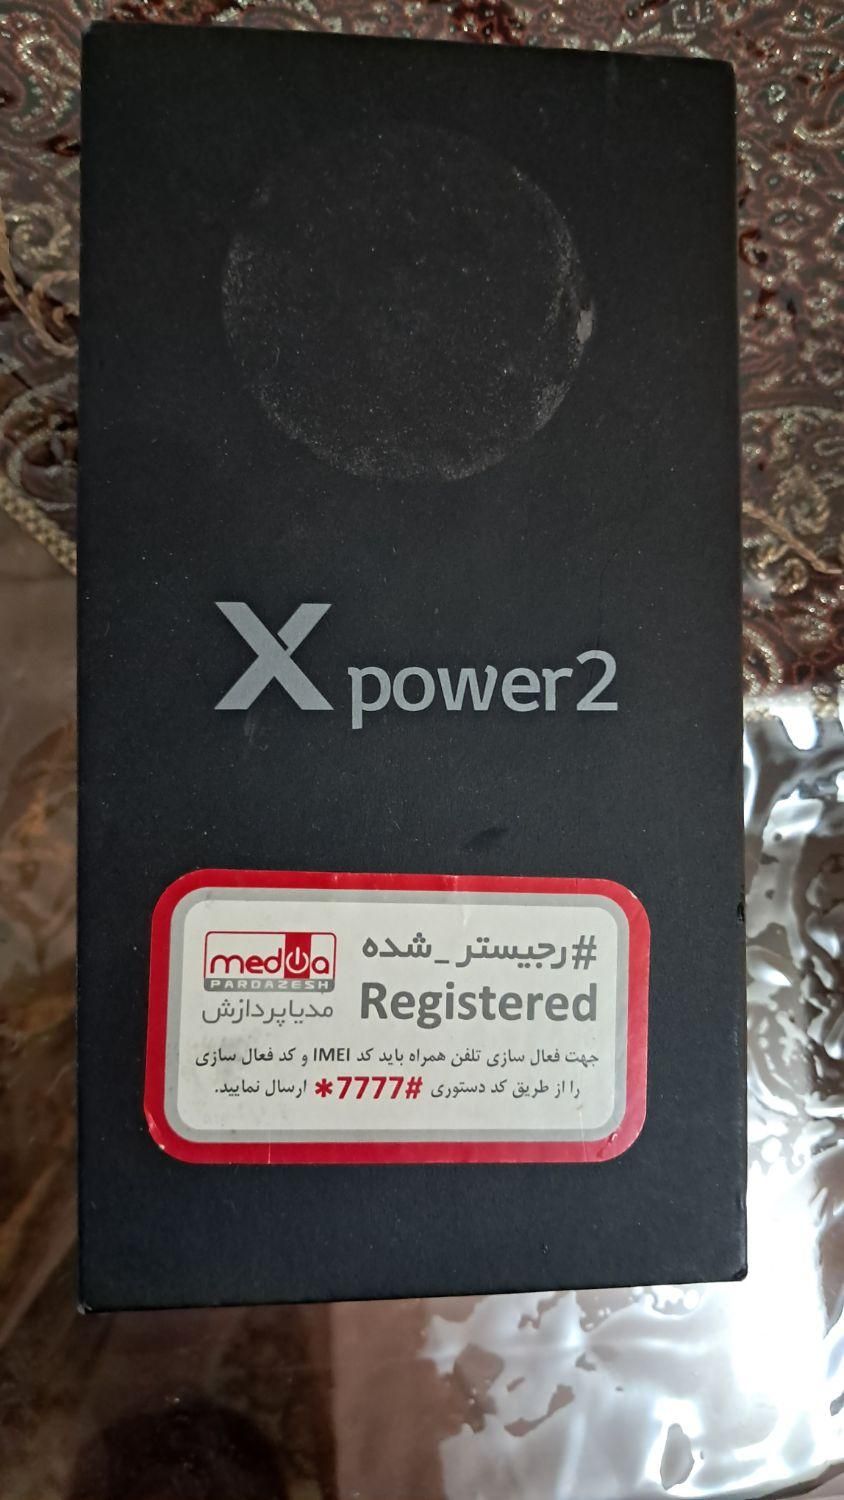 X power2
#رجیستر_شده
media
PARDAZESH
مدیاپردازش
Registered
جهت فعال سازی تلفن همراه باید کد IMEI و کد فعال سازی
را از طریق کد دستوری #7777* ارسال نمایید.